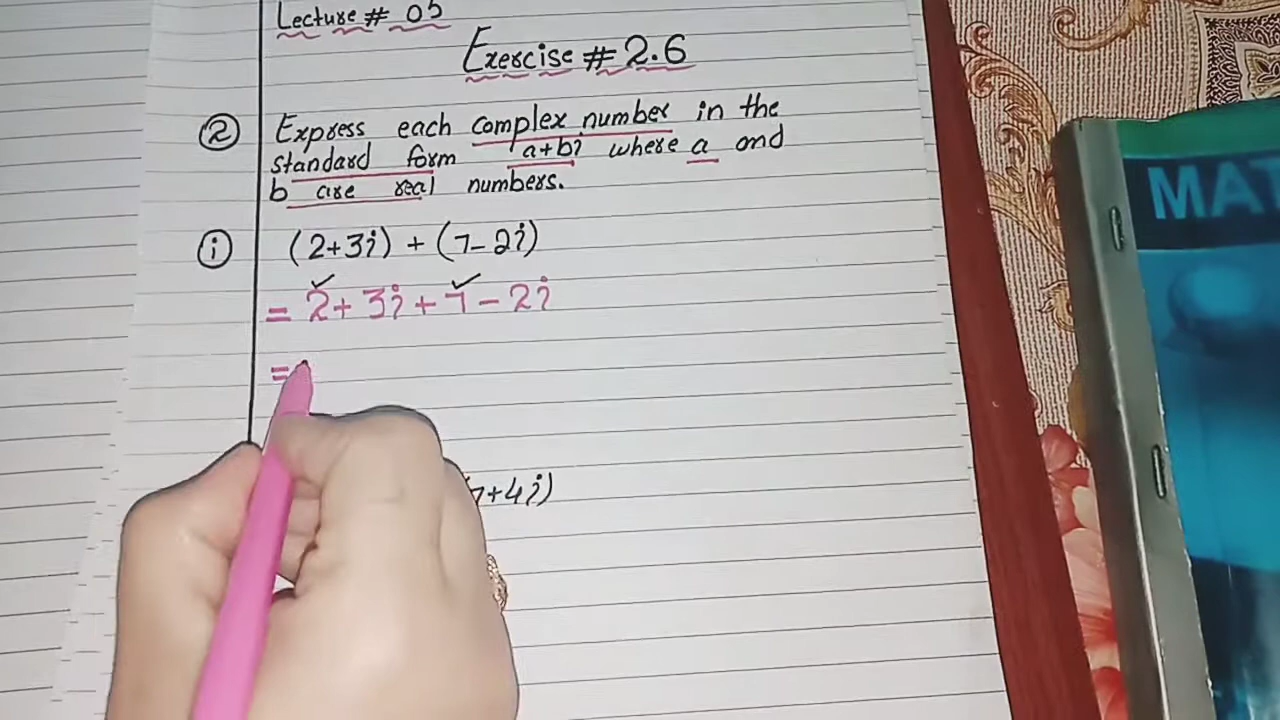 Lecture # 05
Exercise # 2.6
② Express each complex number in the
standard form a+bi where a and
b are real numbers.
ⓘ (2+3i) + (7-2i)
= 2 + 3i + 7 - 2i
=
7+4i)
MAT